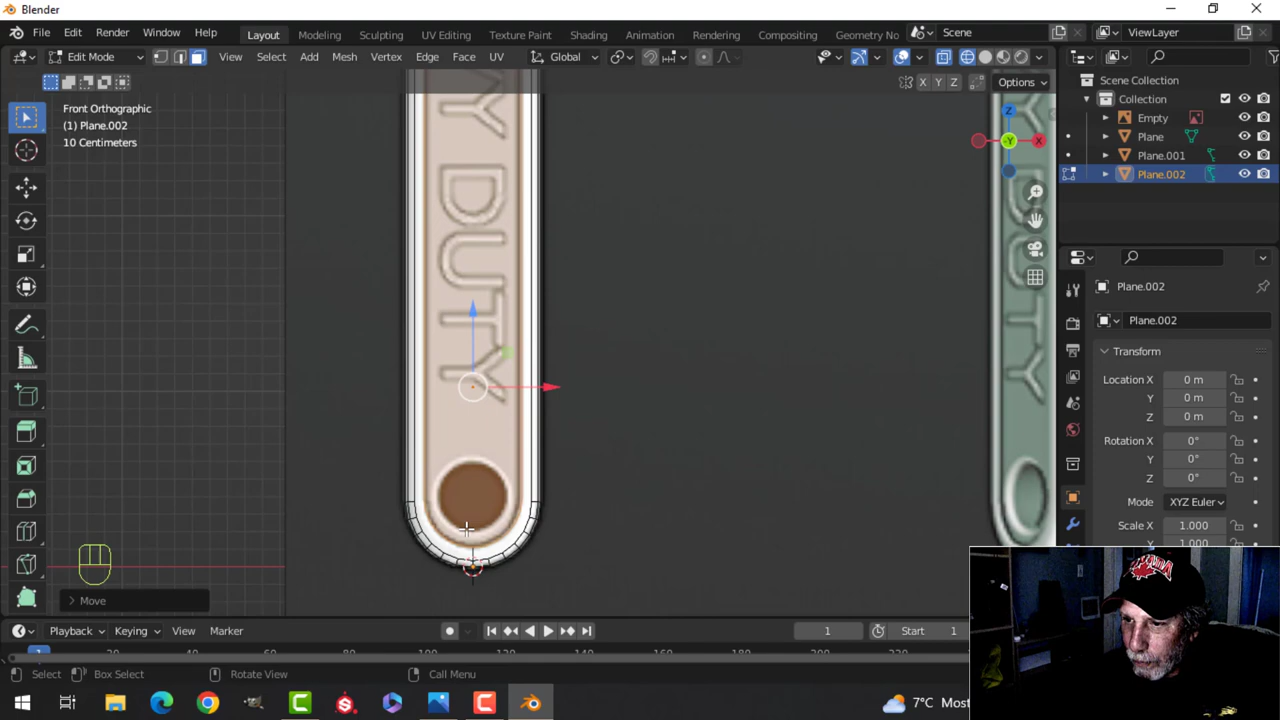 Blender
File Edit Render Window Help Layout Modeling Sculpting UV Editing Texture Paint Shading Animation Rendering Compositing Geometry No Scene ViewLayer
Edit Mode View Select Add Mesh Vertex Edge Face UV Global
X Y Z Options
Front Orthographic
(1) Plane.002
10 Centimeters
Y DUTY
Z
-Y
X
Scene Collection
Collection
Empty
Plane
Plane.001
Plane.002
Plane.002
Plane.002
Transform
Location X 0 m
Y 0 m
Z 0 m
Rotation X 0°
Y 0°
Z 0°
Mode XYZ Euler
Scale X 1.000
Y 1.000
Move
Playback Keying View Marker 1 Start 1
Select Box Select Rotate View Call Menu
7°C Most